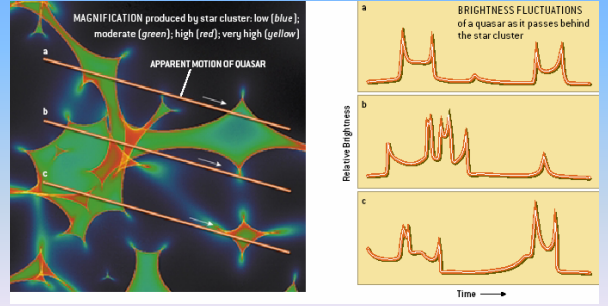 MAGNIFICATION produced by star cluster: low (blue);
moderate (green); high (red); very high (yellow)
a
APPARENT MOTION OF QUASAR
b
c
a
BRIGHTNESS FLUCTUATIONS
of a quasar as it passes behind
the star cluster
b
c
Relative Brightness
Time